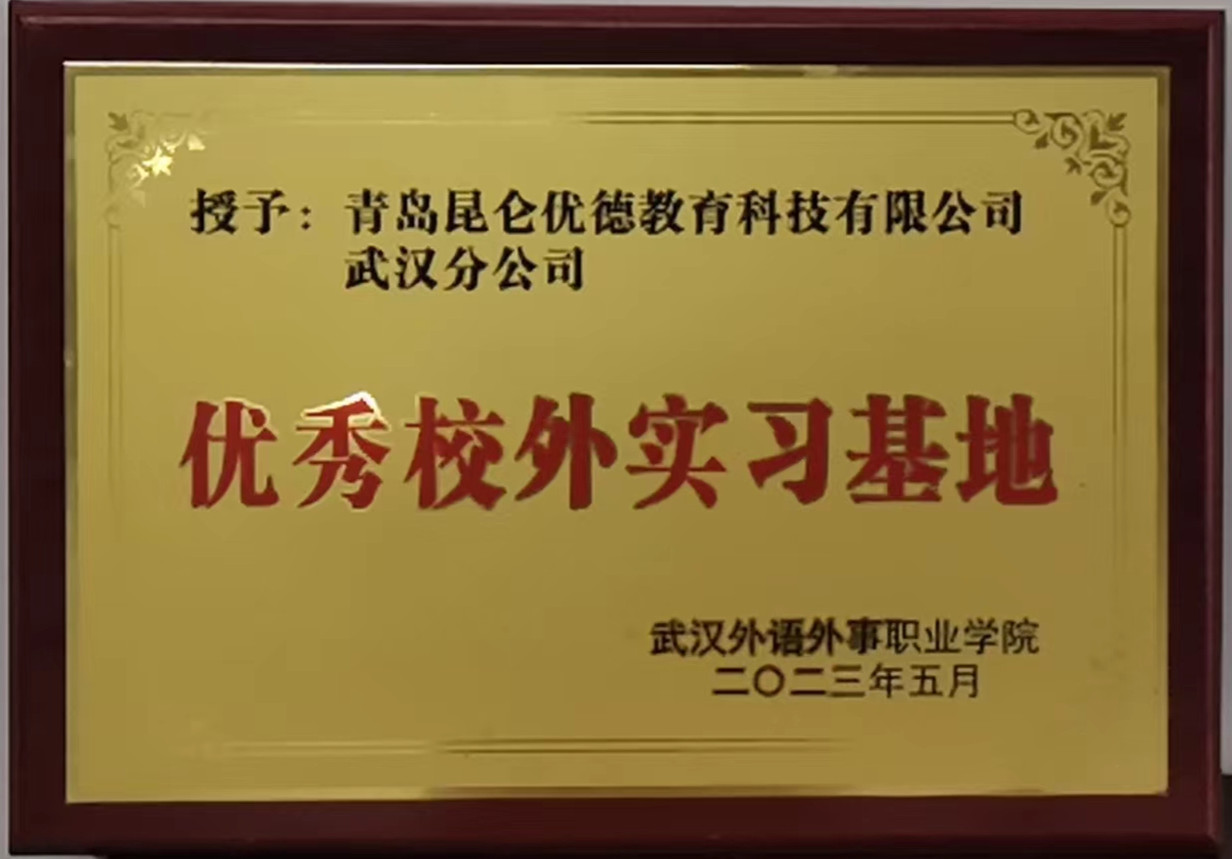 授予：青岛昆仑优德教育科技有限公司
武汉分公司
优秀校外实习基地
武汉外语外事职业学院
二〇二三年五月